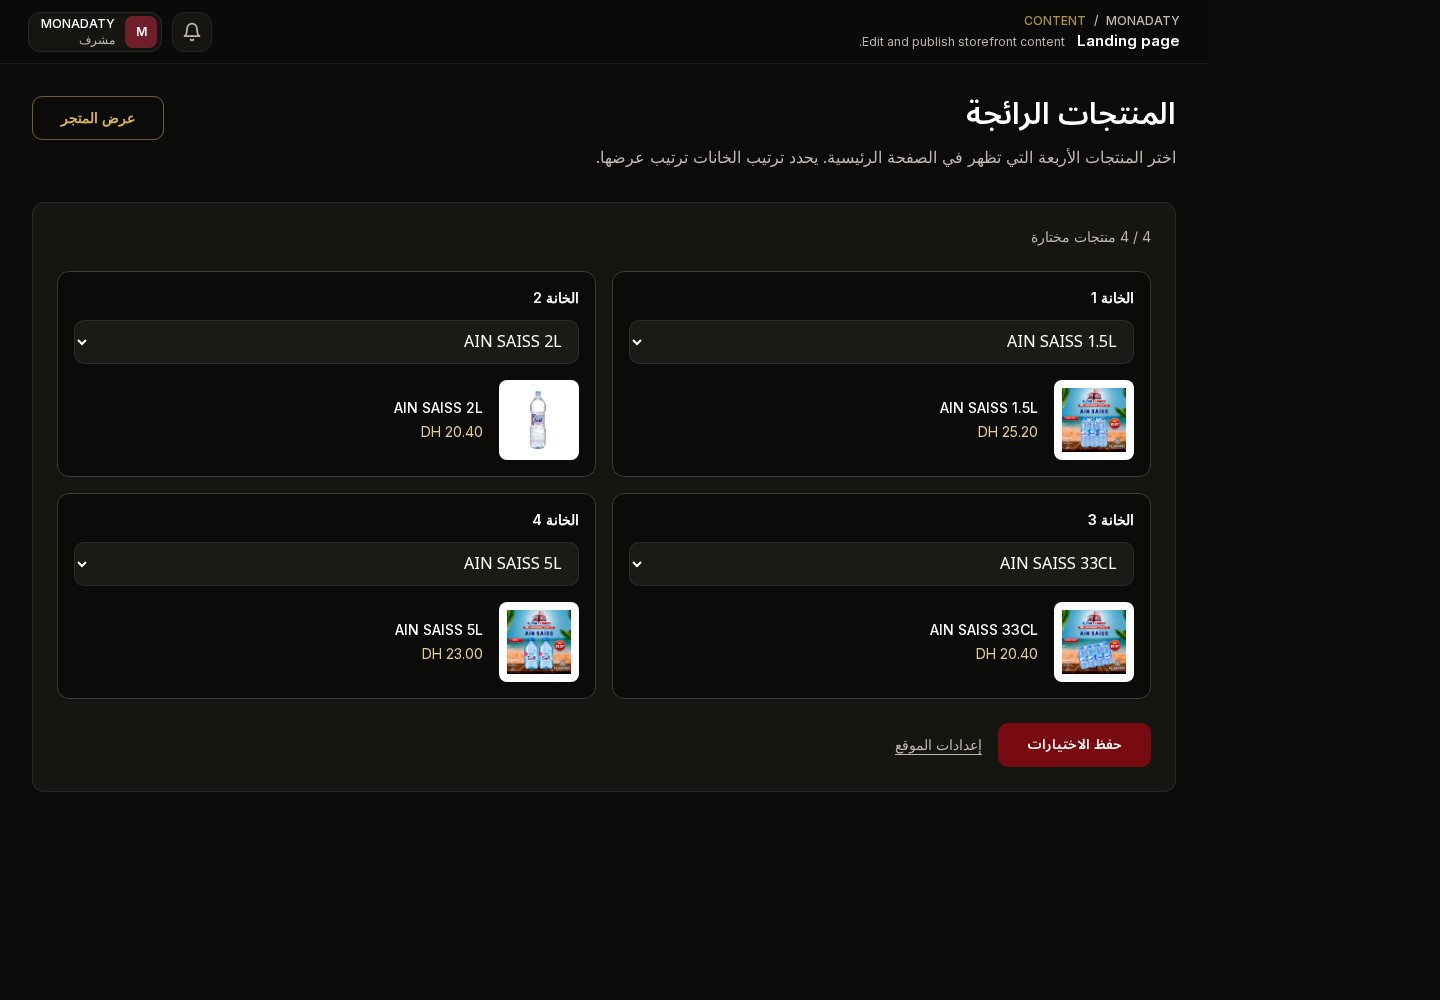 MONADATY / CONTENT
Landing page Edit and publish storefront content.
M MONADATY
مشرف
المنتجات الرائجة
اختر المنتجات الأربعة التي تظهر في الصفحة الرئيسية. يحدد ترتيب الخانات ترتيب عرضها.
عرض المتجر
4 / 4 منتجات مختارة
الخانة 1
AIN SAISS 1.5L
AIN SAISS 1.5L
DH 25.20
الخانة 2
AIN SAISS 2L
AIN SAISS 2L
DH 20.40
الخانة 3
AIN SAISS 33CL
AIN SAISS
AIN SAISS 33CL
DH 20.40
الخانة 4
AIN SAISS 5L
AIN SAISS
AIN SAISS 5L
DH 23.00
حفظ الاختيارات
إعدادات الموقع